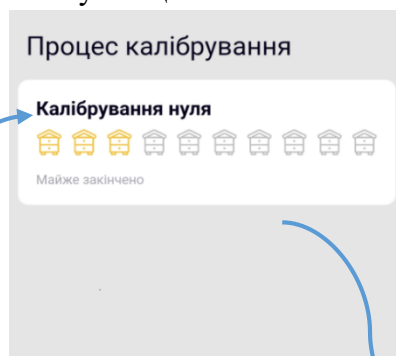 Процес калібрування
Калібрування нуля
Майже закінчено